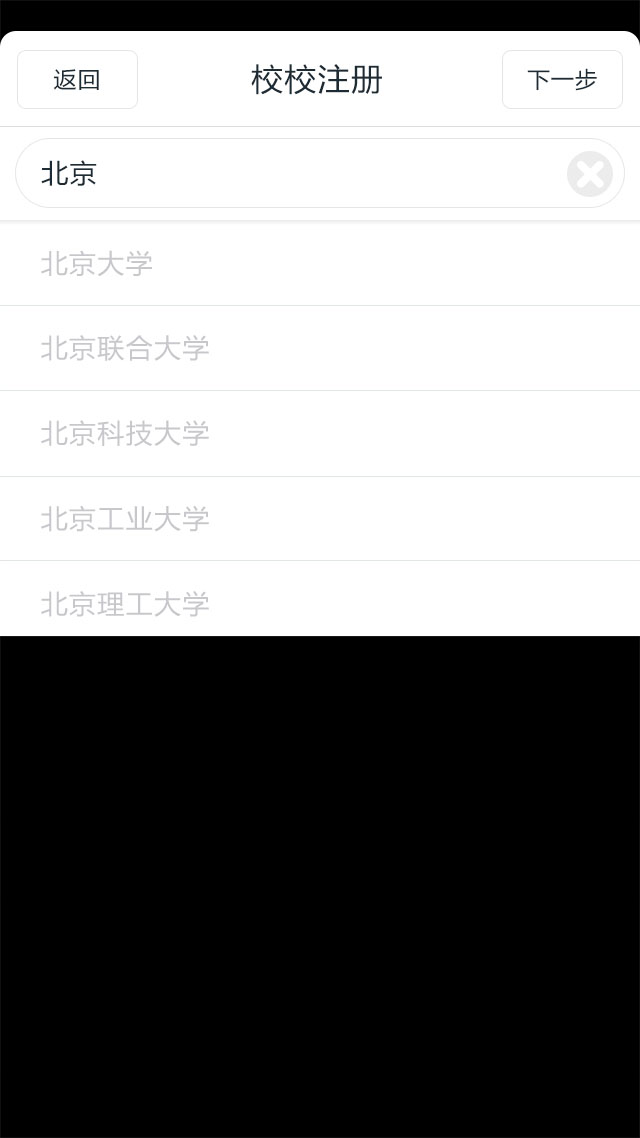 返回 校校注册 下一步
北京
北京大学
北京联合大学
北京科技大学
北京工业大学
北京理工大学